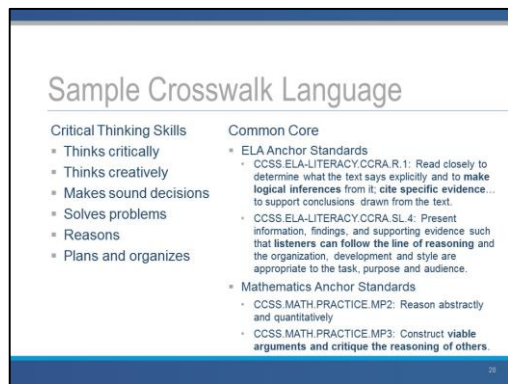 Sample Crosswalk Language
Critical Thinking Skills
▪ Thinks critically
▪ Thinks creatively
▪ Makes sound decisions
▪ Solves problems
▪ Reasons
▪ Plans and organizes
Common Core
▪ ELA Anchor Standards
• CCSS.ELA-LITERACY.CCRA.R.1: Read closely to
determine what the text says explicitly and to make
logical inferences from it; cite specific evidence…
to support conclusions drawn from the text.
• CCSS.ELA-LITERACY.CCRA.SL.4: Present
information, findings, and supporting evidence such
that listeners can follow the line of reasoning and
the organization, development and style are
appropriate to the task, purpose and audience.
▪ Mathematics Anchor Standards
• CCSS.MATH.PRACTICE.MP2: Reason abstractly
and quantitatively
• CCSS.MATH.PRACTICE.MP3: Construct viable
arguments and critique the reasoning of others.